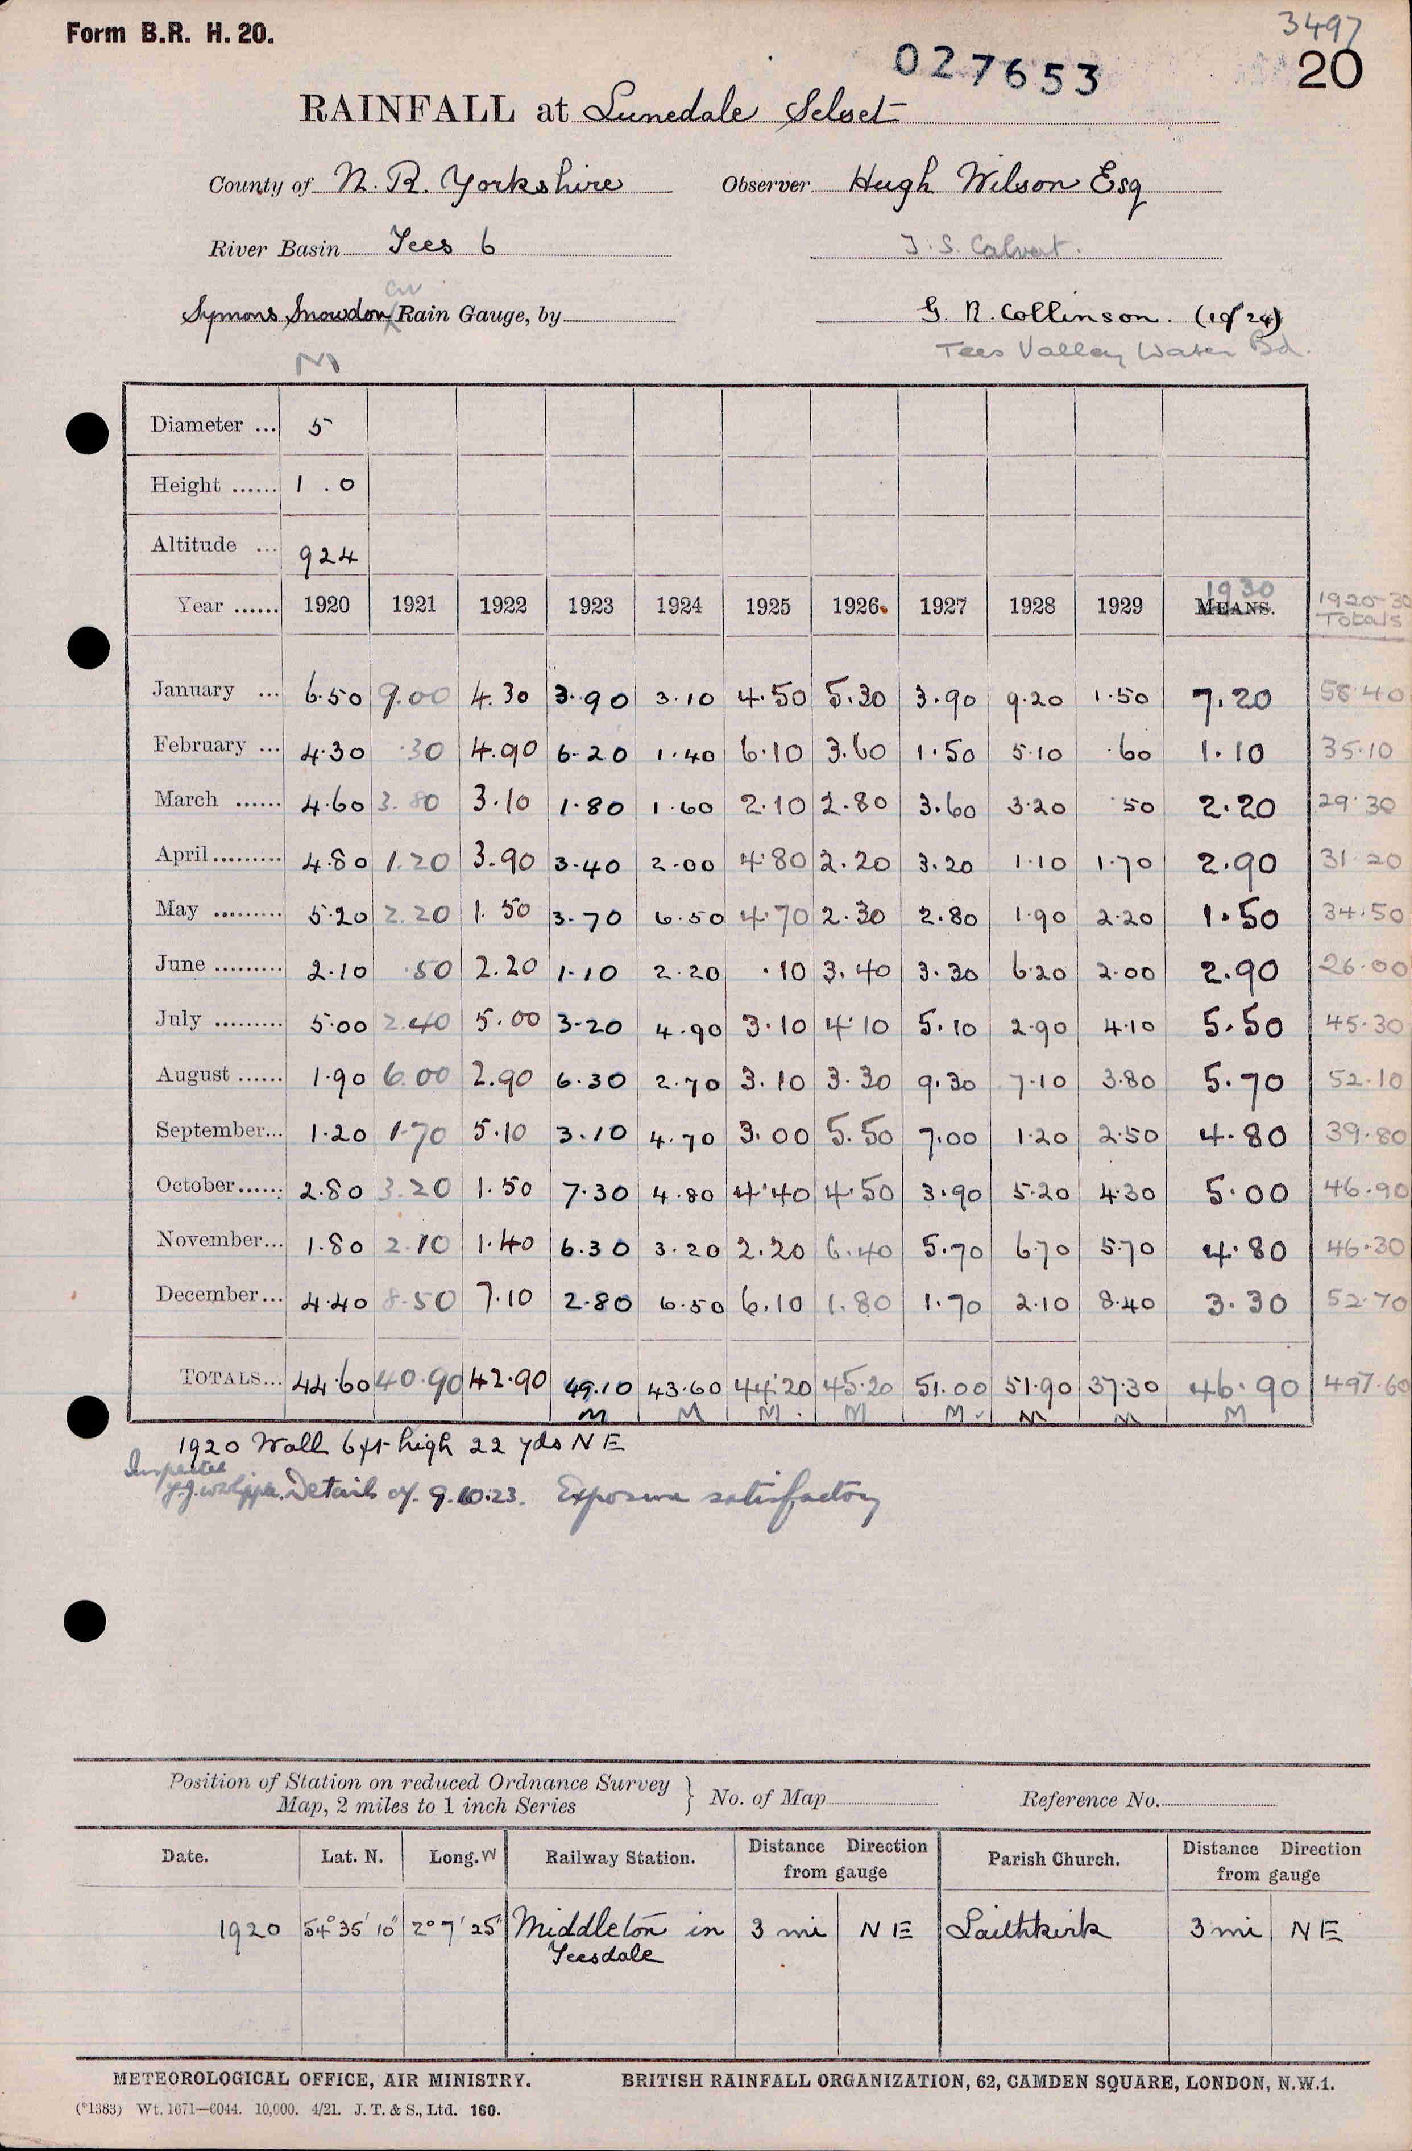 Form B.R. H. 20.
3497
027653
20
RAINFALL at Lunedale Selset
County of N. R. Yorkshire Observer Hugh Wilson Esq
River Basin Tees 6 J. S. Calvert.
Symons Snowdon Cu Rain Gauge, by G. R. Collinson. (10/24)
M Tees Valley Water Bd.
Diameter ... 5
Height ...... 1.0
Altitude ... 924
Year ...... 1920 1921 1922 1923 1924 1925 1926 1927 1928 1929 MEANS. 1930 1920-30 Totals
January ... 6.50 9.00 4.30 3.90 3.10 4.50 5.30 3.90 9.20 1.50 7.20 58.40
February ... 4.30 .30 4.90 6.20 1.40 6.10 3.60 1.50 5.10 .60 1.10 35.10
March ...... 4.60 3.80 3.10 1.80 1.60 2.10 2.80 3.60 3.20 .50 2.20 29.30
April ......... 4.80 1.20 3.90 3.40 2.00 4.80 2.20 3.20 1.10 1.70 2.90 31.20
May ......... 5.20 2.20 1.50 3.70 6.50 4.70 2.30 2.80 1.90 2.20 1.50 34.50
June ......... 2.10 .50 2.20 1.10 2.20 .10 3.40 3.30 6.20 2.00 2.90 26.00
July ......... 5.00 2.40 5.00 3.20 4.90 3.10 4.10 5.10 2.90 4.10 5.50 45.30
August ...... 1.90 6.00 2.90 6.30 2.70 3.10 3.30 9.30 7.10 3.80 5.70 52.10
September... 1.20 1.70 5.10 3.10 4.70 3.00 5.50 7.00 1.20 2.50 4.80 39.80
October...... 2.80 3.20 1.50 7.30 4.80 4.40 4.50 3.90 5.20 4.30 5.00 46.90
November... 1.80 2.10 1.40 6.30 3.20 2.20 6.40 5.70 6.70 5.70 4.80 46.30
December... 4.40 8.50 7.10 2.80 6.50 6.10 1.80 1.70 2.10 8.40 3.30 52.70
TOTALS... 44.60 40.90 42.90 49.10 43.60 44.20 45.20 51.00 51.90 37.30 46.90 497.60
M M M M M M M M
1920 Wall 6 ft high 22 yds NE
Inspected
Details of 9.10.23. Exposure satisfactory
Position of Station on reduced Ordnance Survey Map, 2 miles to 1 inch Series } No. of Map Reference No.
Date. Lat. N. Long. W Railway Station. Distance Direction from gauge Parish Church. Distance Direction from gauge
1920 54° 35' 10" 2° 7' 25" Middleton in Teesdale 3 mi NE Laithkirk 3 mi NE
METEOROLOGICAL OFFICE, AIR MINISTRY. BRITISH RAINFALL ORGANIZATION, 62, CAMDEN SQUARE, LONDON, N.W.1.
(*1383) Wt. 1671—6044. 10,000. 4/21. J. T. & S., Ltd. 160.